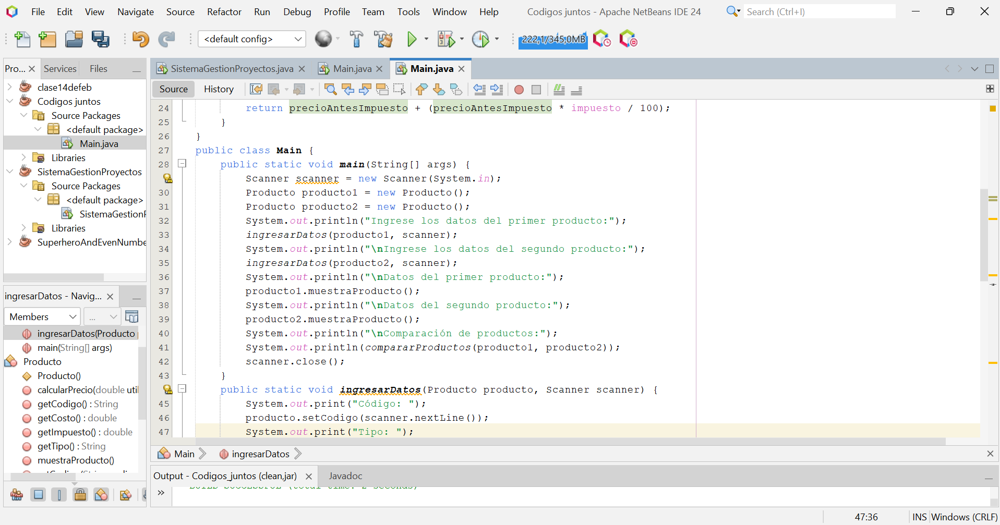 File Edit View Navigate Source Refactor Run Debug Profile Team Tools Window Help Codigos juntos - Apache NetBeans IDE 24 Search (Ctrl+I)
<default config> 222,1/345,0MB
Pro... Services Files
SistemaGestionProyectos.java Main.java Main.java
Source History
clase14defeb
Codigos juntos
Source Packages
<default package>
Main.java
Libraries
SistemaGestionProyectos
Source Packages
<default package>
SistemaGestionP
Libraries
SuperheroAndEvenNumbe
ingresarDatos - Navig...
Members ...
ingresarDatos(Producto
main(String[] args)
Producto
Producto()
calcularPrecio(double util
getCodigo() : String
getCosto() : double
getImpuesto() : double
getTipo() : String
muestraProducto()
24 return precioAntesImpuesto + (precioAntesImpuesto * impuesto / 100);
25 }
26 }
27 public class Main {
28 public static void main(String[] args) {
Scanner scanner = new Scanner(System.in);
30 Producto producto1 = new Producto();
31 Producto producto2 = new Producto();
32 System.out.println("Ingrese los datos del primer producto:");
33 ingresarDatos(producto1, scanner);
34 System.out.println("\nIngrese los datos del segundo producto:");
35 ingresarDatos(producto2, scanner);
36 System.out.println("\nDatos del primer producto:");
37 producto1.muestraProducto();
38 System.out.println("\nDatos del segundo producto:");
39 producto2.muestraProducto();
40 System.out.println("\nComparación de productos:");
41 System.out.println(compararProductos(producto1, producto2));
42 scanner.close();
43 }
public static void ingresarDatos(Producto producto, Scanner scanner) {
45 System.out.print("Código: ");
46 producto.setCodigo(scanner.nextLine());
47 System.out.print("Tipo: ");
Main ingresarDatos
Output - Codigos_juntos (clean,jar) Javadoc
BUILD SUCCESSFUL (total time: 2 seconds)
47:36 INS Windows (CRLF)